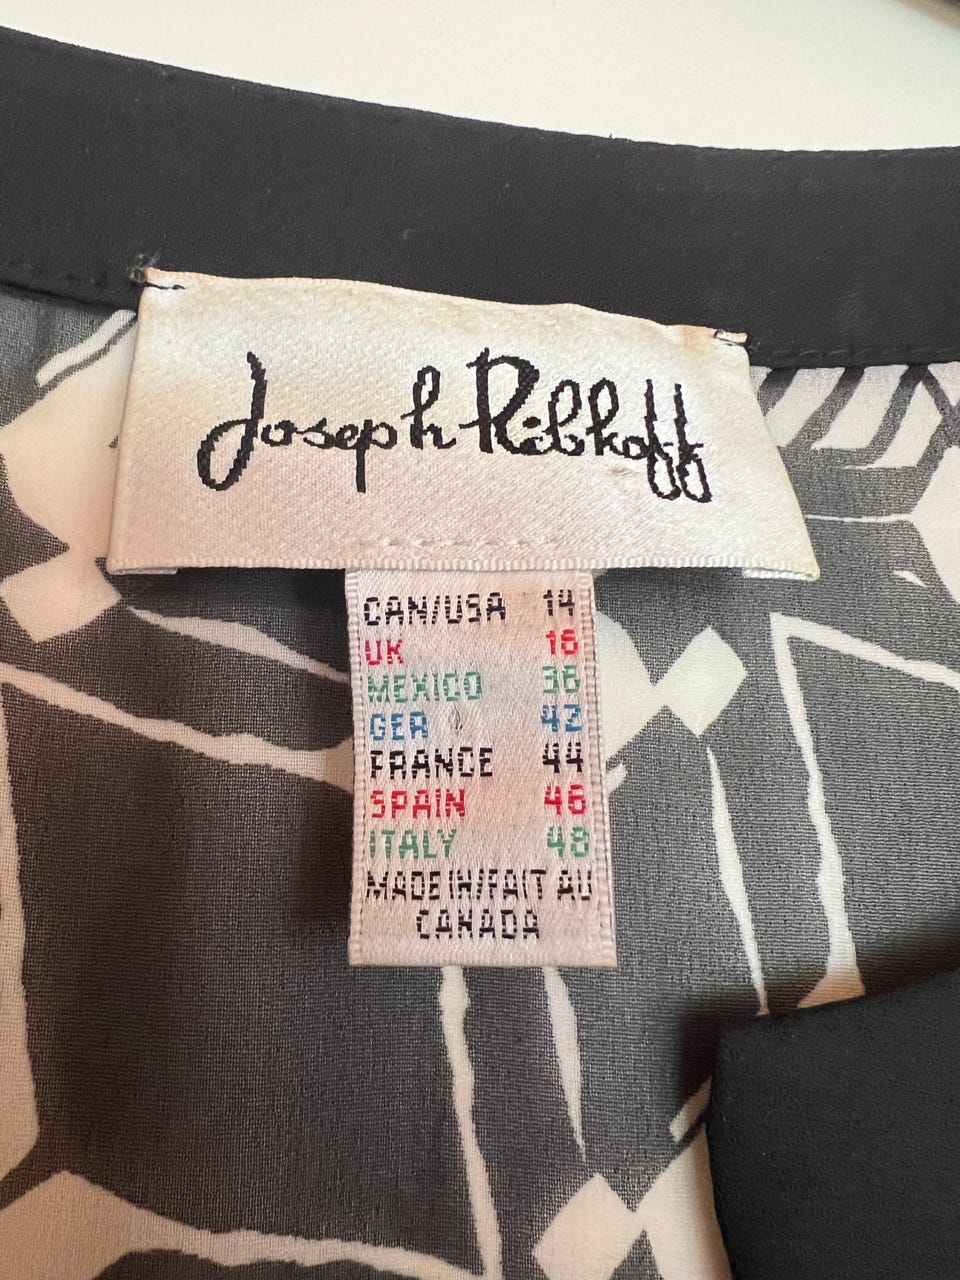 Joseph Ribkoff
CAN/USA 14
UK 16
MEXICO 36
GER 42
FRANCE 44
SPAIN 46
ITALY 48
MADE IN/FAIT AU
CANADA